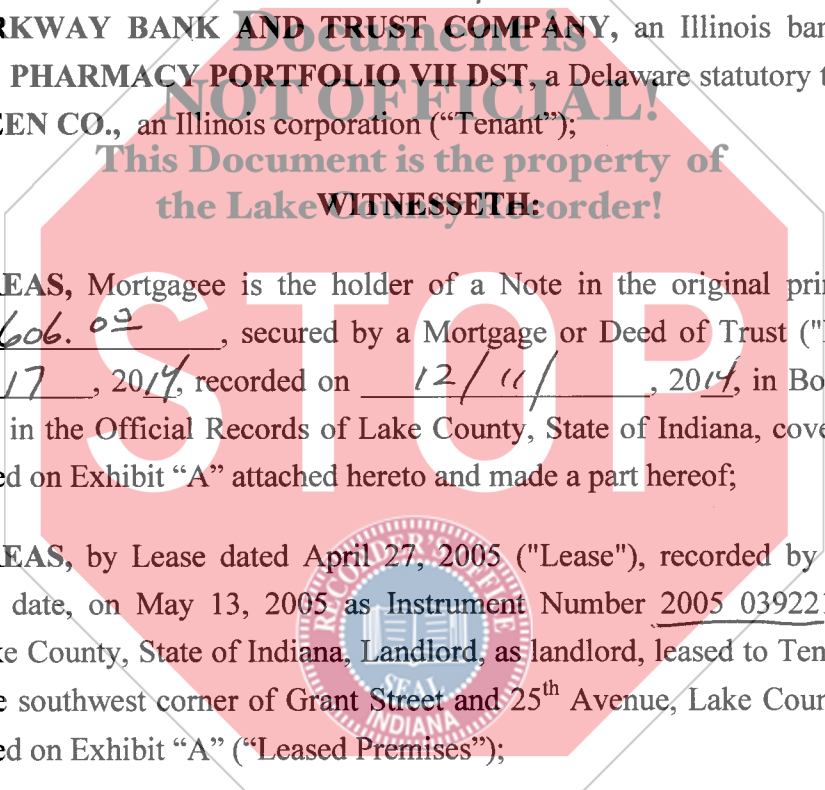 RKWAY BANK AND TRUST COMPANY, an Illinois ban
PHARMACY PORTFOLIO VII DST, a Delaware statutory t
EEN CO., an Illinois corporation ("Tenant");
Document is
NOT OFFICIAL!
This Document is the property of
the Lake County Recorder!
WITNESSETH:
EAS, Mortgagee is the holder of a Note in the original prin
606. , secured by a Mortgage or Deed of Trust ("
17 , 2014, recorded on 12/11/ , 2014, in Bo
in the Official Records of Lake County, State of Indiana, cove
ed on Exhibit "A" attached hereto and made a part hereof;
STOP
EAS, by Lease dated April 27, 2005 ("Lease"), recorded by
date, on May 13, 2005 as Instrument Number 2005 039221
ke County, State of Indiana, Landlord, as landlord, leased to Ten
e southwest corner of Grant Street and 25th Avenue, Lake Coun
ed on Exhibit "A" ("Leased Premises");
RECORDER'S OFFICE
SEAL
INDIANA